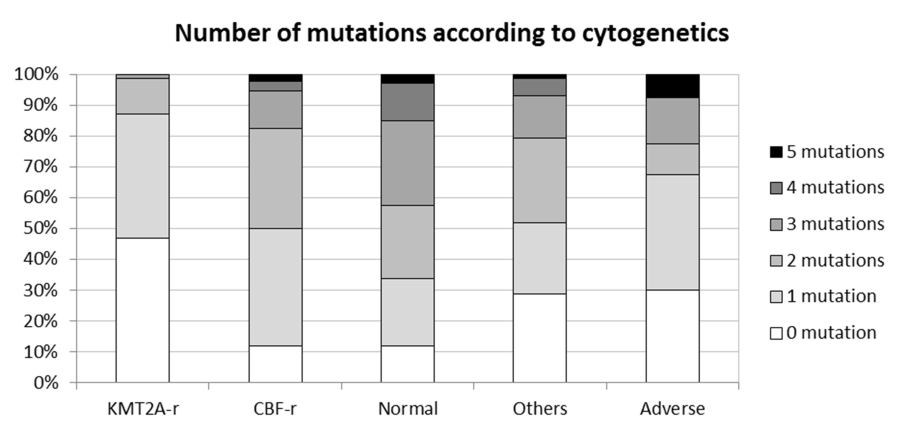 Number of mutations according to cytogenetics
100%
90%
80%
70%
60%
50%
40%
30%
20%
10%
0%
KMT2A-r
CBF-r
Normal
Others
Adverse
5 mutations
4 mutations
3 mutations
2 mutations
1 mutation
0 mutation